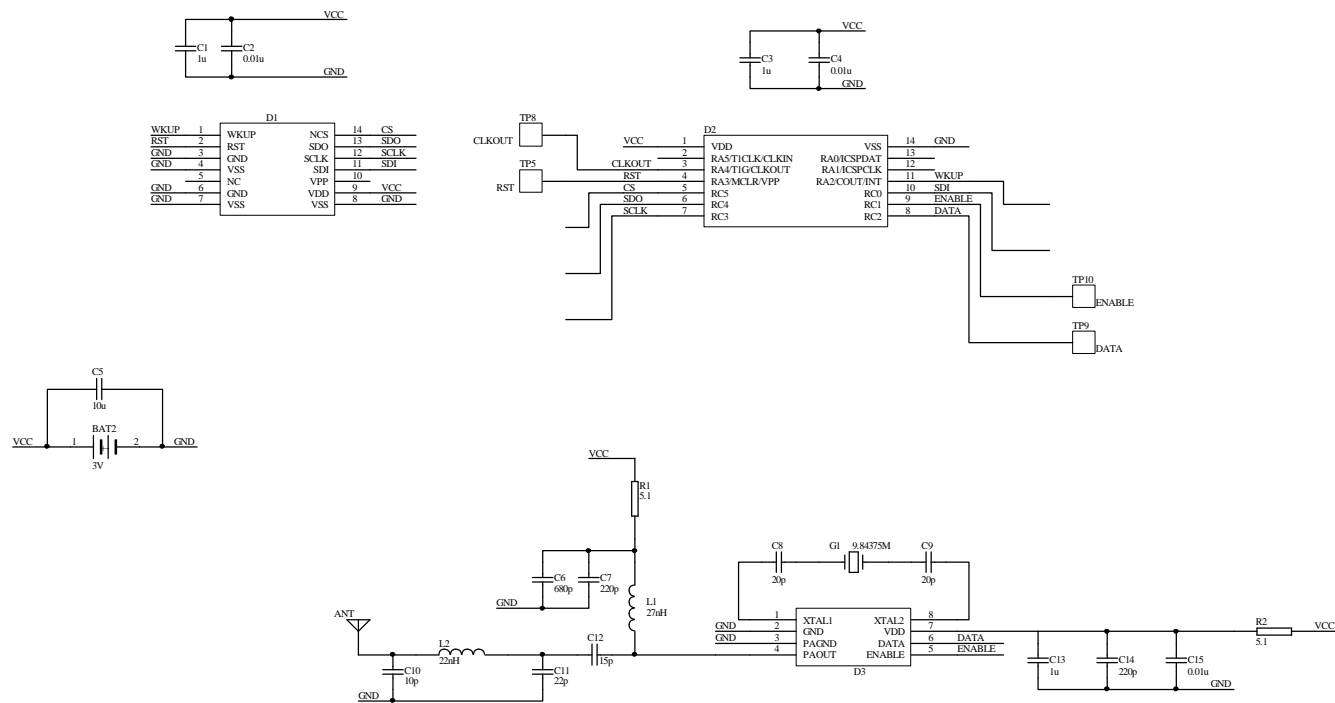 VCC
C1
1u
C2
0.01u
GND
VCC
C3
1u
C4
0.01u
GND
D1
WKUP 1 WKUP NCS 14 CS
RST 2 RST SDO 13 SDO
GND 3 GND SCLK 12 SCLK
GND 4 VSS SDI 11 SDI
5 NC VPP 10
GND 6 GND VDD 9 VCC
GND 7 VSS VSS 8 GND
TP8
CLKOUT
TP5
RST
D2
VCC 1 VDD VSS 14 GND
2 RA5/T1CLK/CLKIN RA0/ICSPDAT 13
CLKOUT 3 RA4/T1G/CLKOUT RA1/ICSPCLK 12
RST 4 RA3/MCLR/VPP RA2/COUT/INT 11 WKUP
CS 5 RC5 RC0 10 SDI
SDO 6 RC4 RC1 9 ENABLE
SCLK 7 RC3 RC2 8 DATA
TP10
ENABLE
TP9
DATA
C5
10u
BAT2
VCC 1 2 GND
3V
VCC
R1
5.1
C6
680p
C7
220p
GND
L1
27nH
ANT
L2
22nH
C12
15p
C10
10p
C11
22p
GND
C8
20p
G1 9.84375M
C9
20p
1 XTAL1 XTAL2 8
GND 2 GND VDD 7
GND 3 PAGND DATA 6 DATA
4 PAOUT ENABLE 5 ENABLE
D3
R2
5.1
VCC
C13
1u
C14
220p
C15
0.01u
GND